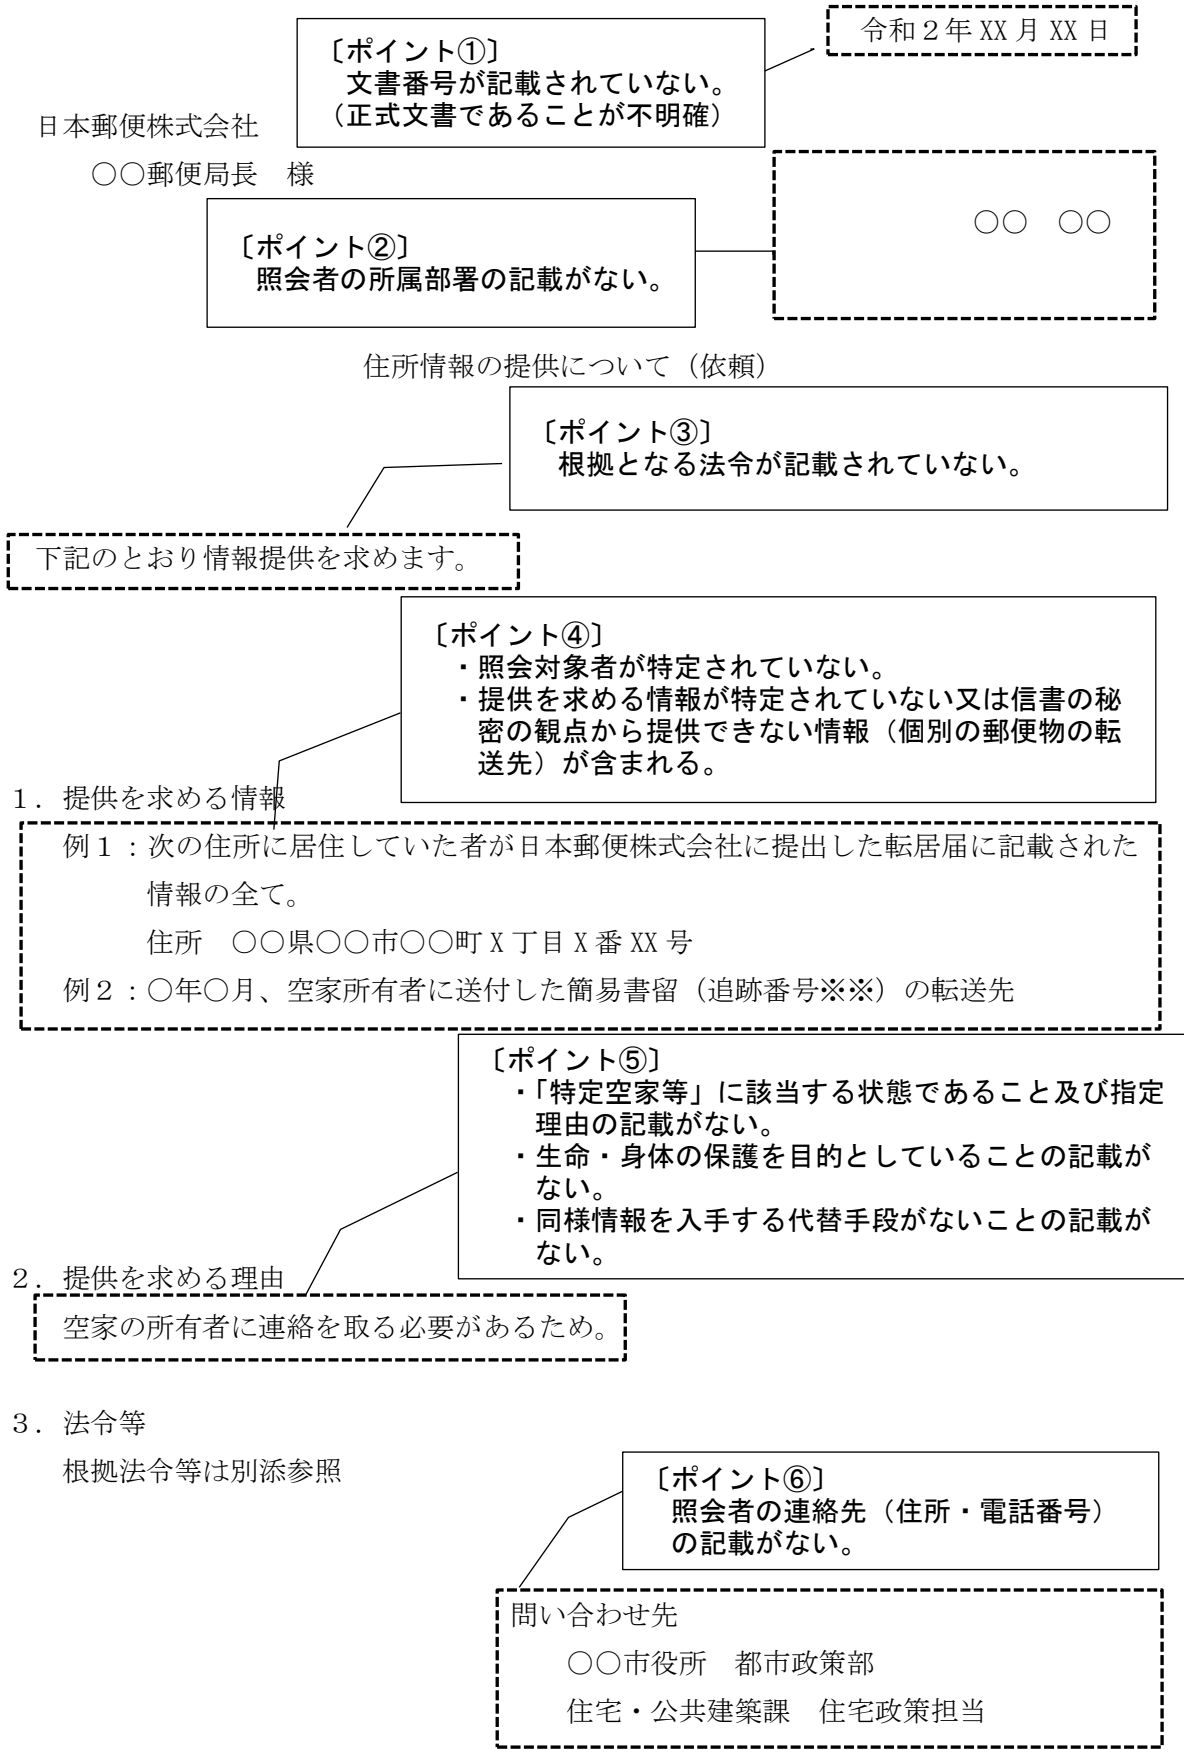 令和２年 XX 月 XX 日
〔ポイント①〕
文書番号が記載されていない。
（正式文書であることが不明確）
日本郵便株式会社
○○郵便局長　様
○○　○○
〔ポイント②〕
照会者の所属部署の記載がない。
住所情報の提供について（依頼）
〔ポイント③〕
根拠となる法令が記載されていない。
下記のとおり情報提供を求めます。
〔ポイント④〕
・照会対象者が特定されていない。
・提供を求める情報が特定されていない又は信書の秘
密の観点から提供できない情報（個別の郵便物の転
送先）が含まれる。
１．提供を求める情報
例１：次の住所に居住していた者が日本郵便株式会社に提出した転居届に記載された
情報の全て。
住所　○○県○○市○○町 X 丁目 X 番 XX 号
例２：○年○月、空家所有者に送付した簡易書留（追跡番号※※）の転送先
〔ポイント⑤〕
・「特定空家等」に該当する状態であること及び指定
理由の記載がない。
・生命・身体の保護を目的としていることの記載が
ない。
・同様情報を入手する代替手段がないことの記載が
ない。
２．提供を求める理由
空家の所有者に連絡を取る必要があるため。
３．法令等
根拠法令等は別添参照
〔ポイント⑥〕
照会者の連絡先（住所・電話番号）
の記載がない。
問い合わせ先
○○市役所　都市政策部
住宅・公共建築課　住宅政策担当